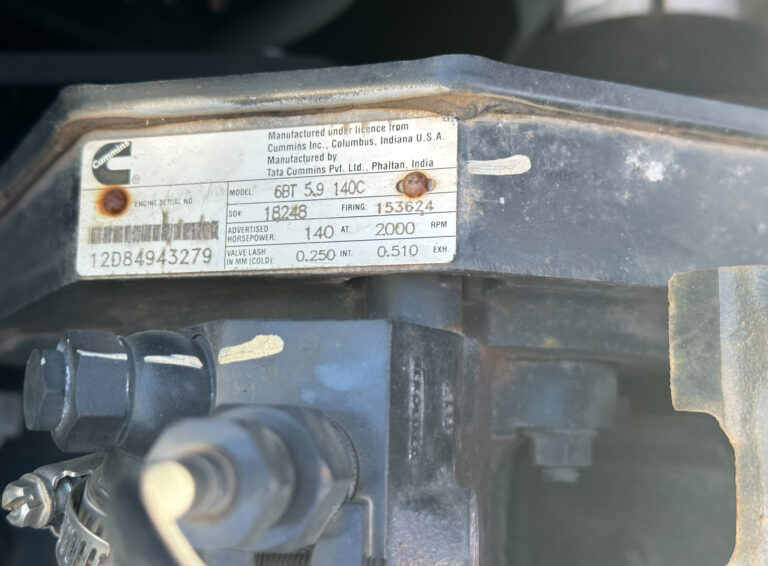 Cummins
®
Manufactured under licence from
Cummins Inc., Columbus, Indiana U.S.A.
Manufactured by
Tata Cummins Pvt. Ltd., Phaltan, India
ENGINE SERIAL NO.
12D84943279
MODEL: 6BT 5.9 140C
SO#: 18248 FIRING: 153624
ADVERTISED HORSEPOWER: 140 AT: 2000 RPM
VALVE LASH IN MM (COLD): 0.250 INT. 0.510 EXH.